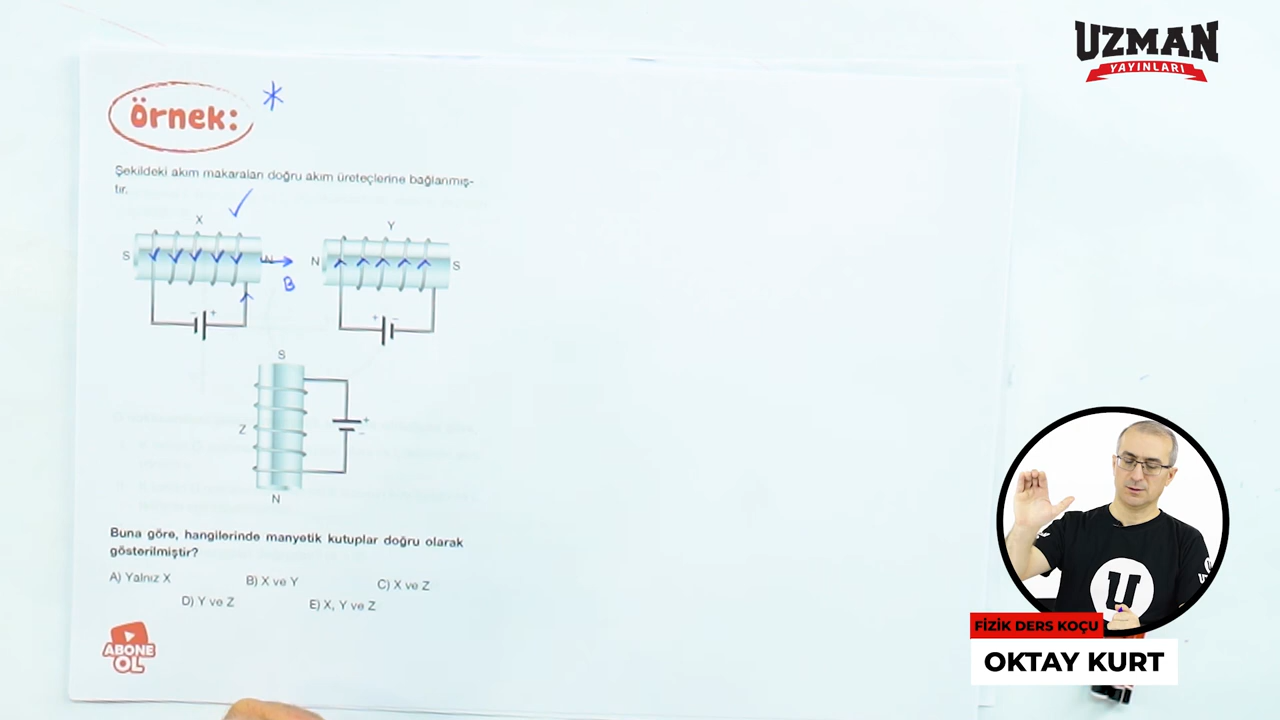 UZMAN
YAYINLARI
Örnek:
Şekildeki akım makaraları doğru akım üreteçlerine bağlanmış-
tır.
X
Y
S
N
N
S
B
- +
+ -
S
Z
+
-
N
Buna göre, hangilerinde manyetik kutuplar doğru olarak
gösterilmiştir?
A) Yalnız X B) X ve Y C) X ve Z
D) Y ve Z E) X, Y ve Z
ABONE
OL
U
FİZİK DERS KOÇU
OKTAY KURT